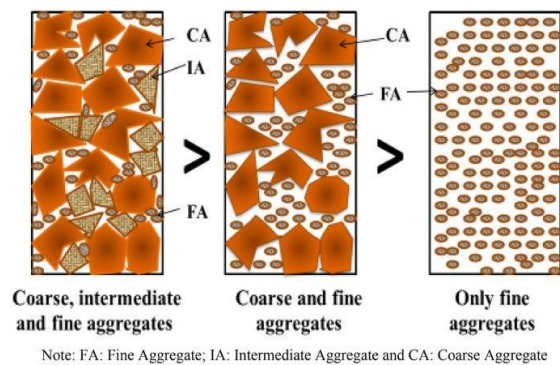 CA
IA
FA
>
CA
FA
>
Coarse, intermediate
and fine aggregates
Coarse and fine
aggregates
Only fine
aggregates
Note: FA: Fine Aggregate; IA: Intermediate Aggregate and CA: Coarse Aggregate